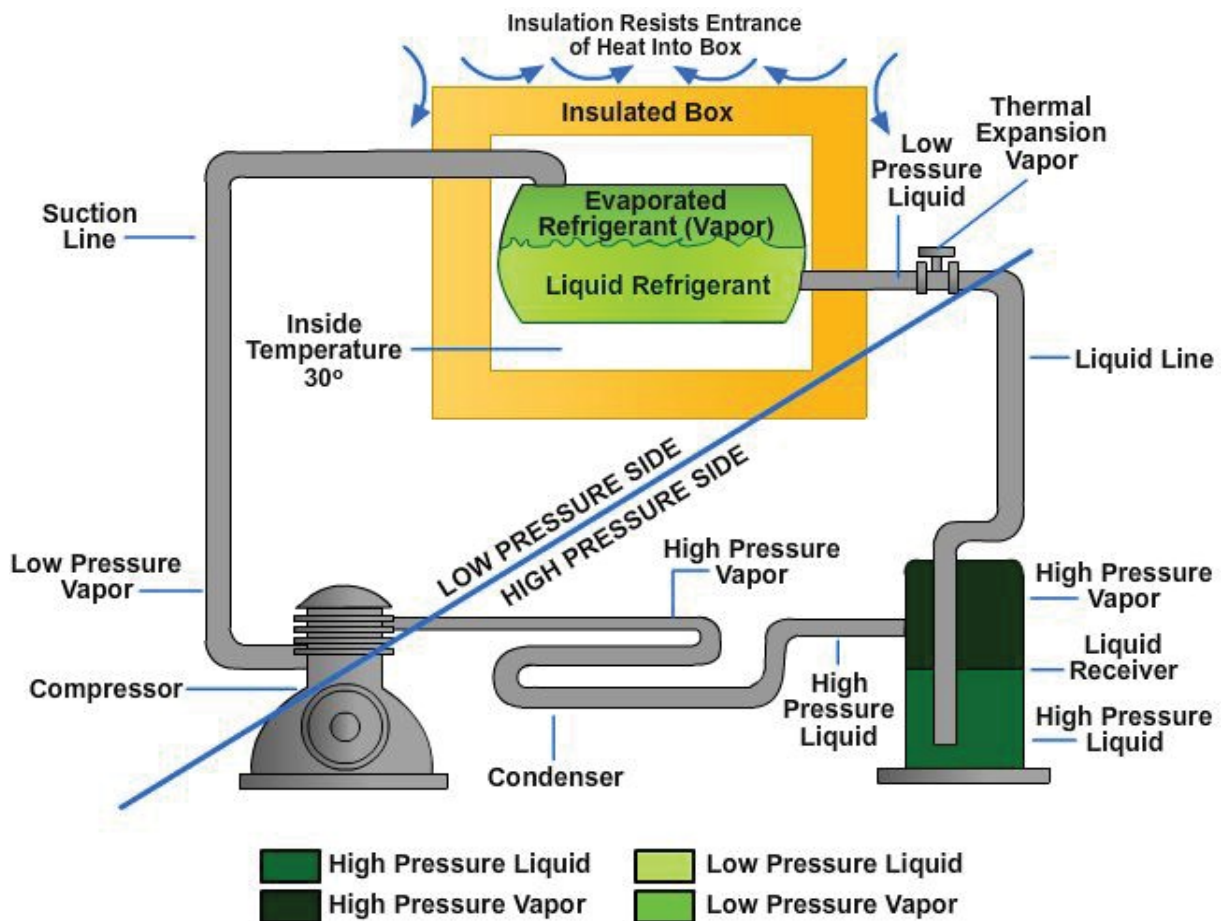 Insulation Resists Entrance
of Heat Into Box
Insulated Box
Thermal
Expansion
Vapor
Low
Pressure
Liquid
Suction
Line
Evaporated
Refrigerant (Vapor)
Liquid Refrigerant
Inside
Temperature
30°
Liquid Line
LOW PRESSURE SIDE
HIGH PRESSURE SIDE
Low Pressure
Vapor
High Pressure
Vapor
High Pressure
Vapor
Liquid
Receiver
Compressor
High
Pressure
Liquid
High Pressure
Liquid
Condenser
High Pressure Liquid
Low Pressure Liquid
High Pressure Vapor
Low Pressure Vapor